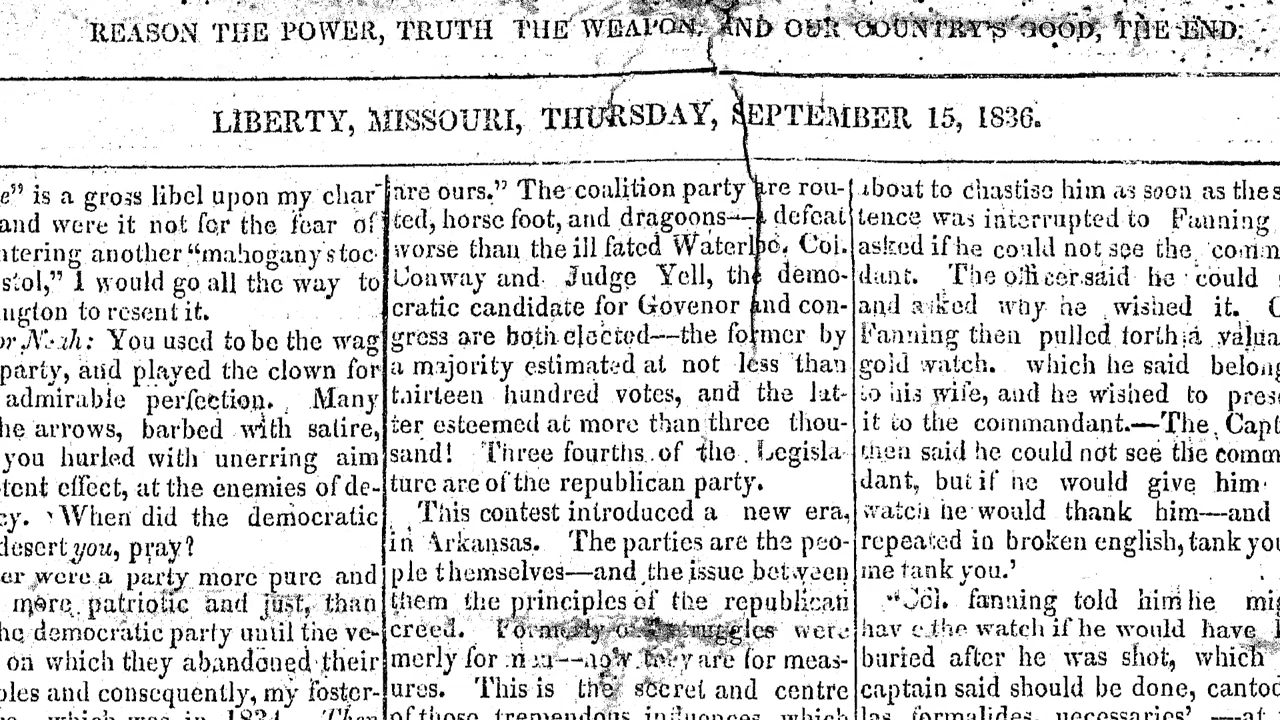 REASON THE POWER, TRUTH THE WEAPON, AND OUR COUNTRY'S GOOD, THE END:
LIBERTY, MISSOURI, THURSDAY, SEPTEMBER 15, 1836.
e” is a gross libel upon my char
and were it not for the fear of
ntering another “mahogany stoc
stol,” I would go all the way to
ington to resent it.
or Nash: You used to be the wag
party, and played the clown for
admirable perfection. Many
he arrows, barbed with satire,
you hurled with unerring aim
tent effect, at the enemies of de-
cy. When did the democratic
desert you, pray?
er were a party more pure and
more patriotic and just, than
he democratic party until the ve-
on which they abandoned their
ples and consequently, my foster-
which was in 1834. Then
are ours.” The coalition party are rou-
ted, horse foot, and dragoons—a defeat
worse than the ill fated Waterloo. Col.
Conway and Judge Yell, the demo-
cratic candidate for Govenor and con-
gress are both elected—the former by
a majority estimated at not less than
thirteen hundred votes, and the lat-
ter esteemed at more than three thou-
sand! Three fourths of the Legisla
ture are of the republican party.
This contest introduced a new era,
in Arkansas. The parties are the peo-
ple themselves—and the issue between
them the principles of the republican
creed. were
merly for men—now they are for meas-
ures. This is the secret and centre
of those tremendous influences which
about to chastise him as soon as the s
tence was interrupted to Fanning
asked if he could not see the comm
dant. The officer said he could
and asked why he wished it. C
Fanning then pulled forth a valua
gold watch. which he said belong
to his wife, and he wished to pres
it to the commandant.—The Capt
then said he could not see the comm
dant, but if he would give him
watch he would thank him—and
repeated in broken english, tank you
me tank you.’
“Col. fanning told him he mi
have the watch if he would have h
buried after he was shot, which
captain said should be done, cantod
las formalides necessaries’ —at